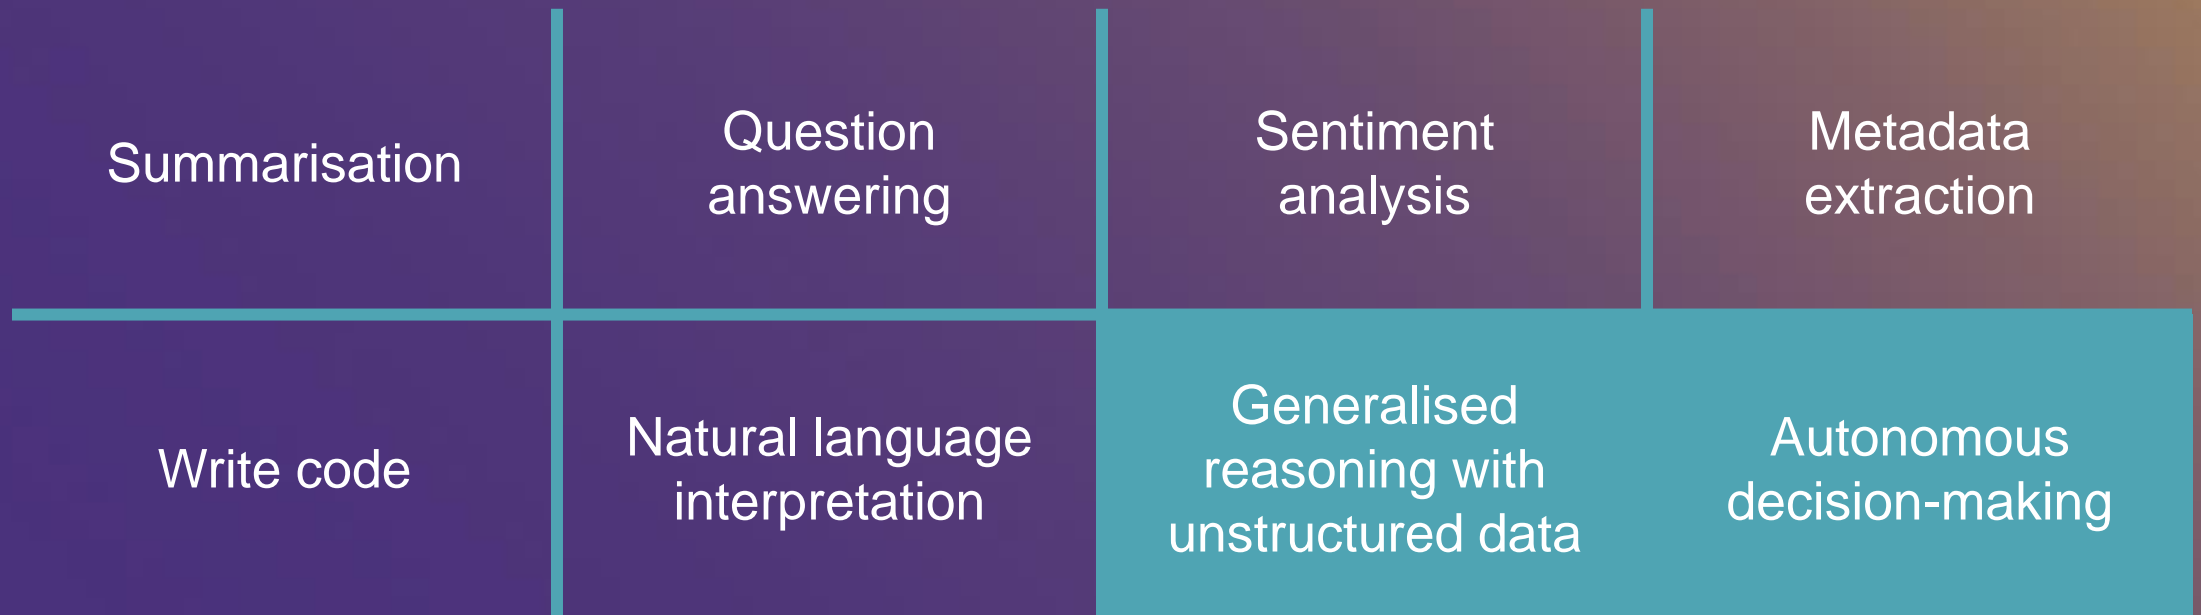 Summarisation
Question
answering
Sentiment
analysis
Metadata
extraction
Write code
Natural language
interpretation
Generalised
reasoning with
unstructured data
Autonomous
decision-making